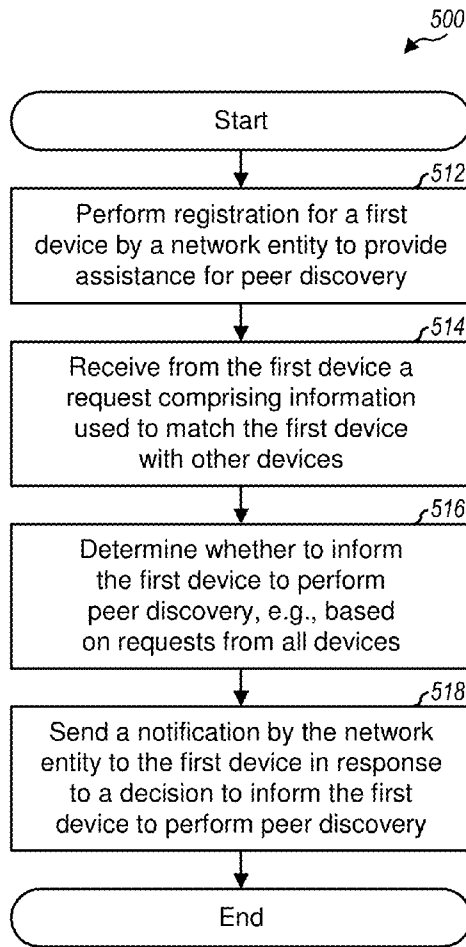 500
Start
512
Perform registration for a first
device by a network entity to provide
assistance for peer discovery
514
Receive from the first device a
request comprising information
used to match the first device
with other devices
516
Determine whether to inform
the first device to perform
peer discovery, e.g., based
on requests from all devices
518
Send a notification by the network
entity to the first device in response
to a decision to inform the first
device to perform peer discovery
End